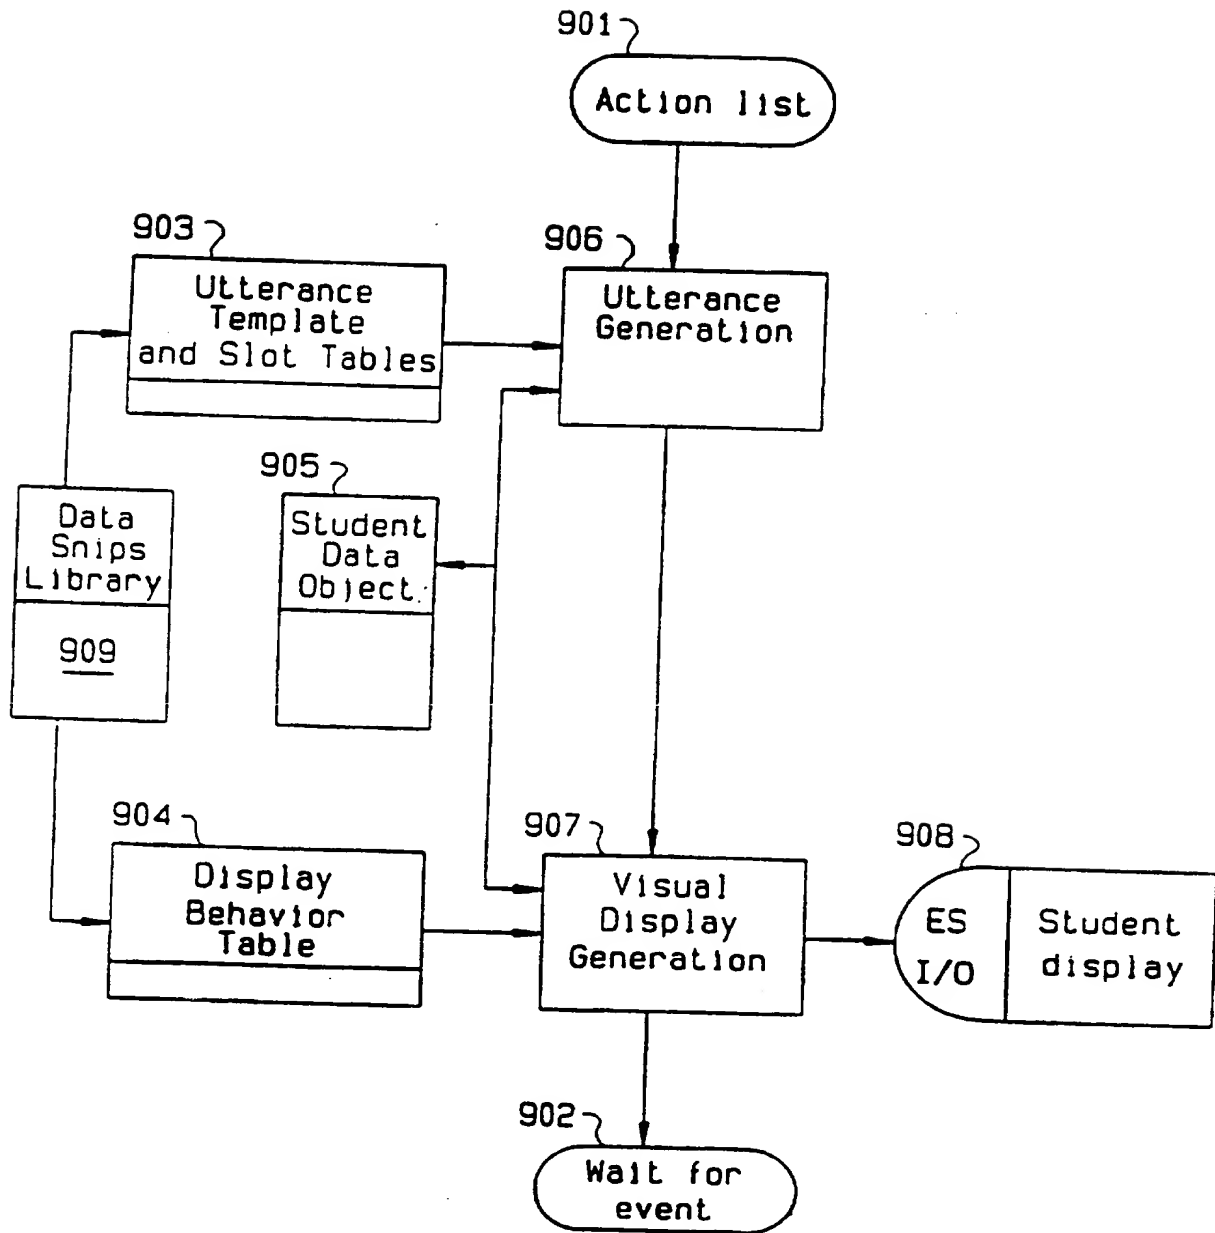 901
Action list
903
Utterance
Template
and Slot Tables
906
Utterance
Generation
905
Student
Data
Object
Data
Snips
Library
909
904
Display
Behavior
Table
907
Visual
Display
Generation
908
ES
I/O
Student
display
902
Wait for
event